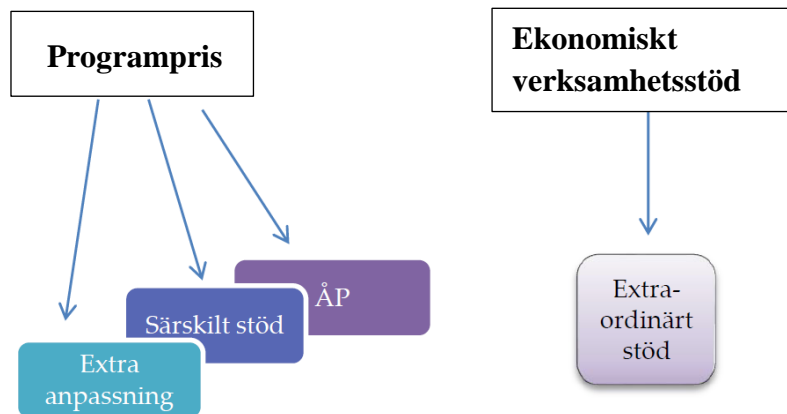 Programpris
Ekonomiskt
verksamhetsstöd
ÅP
Särskilt stöd
Extra
anpassning
Extra-
ordinärt
stöd